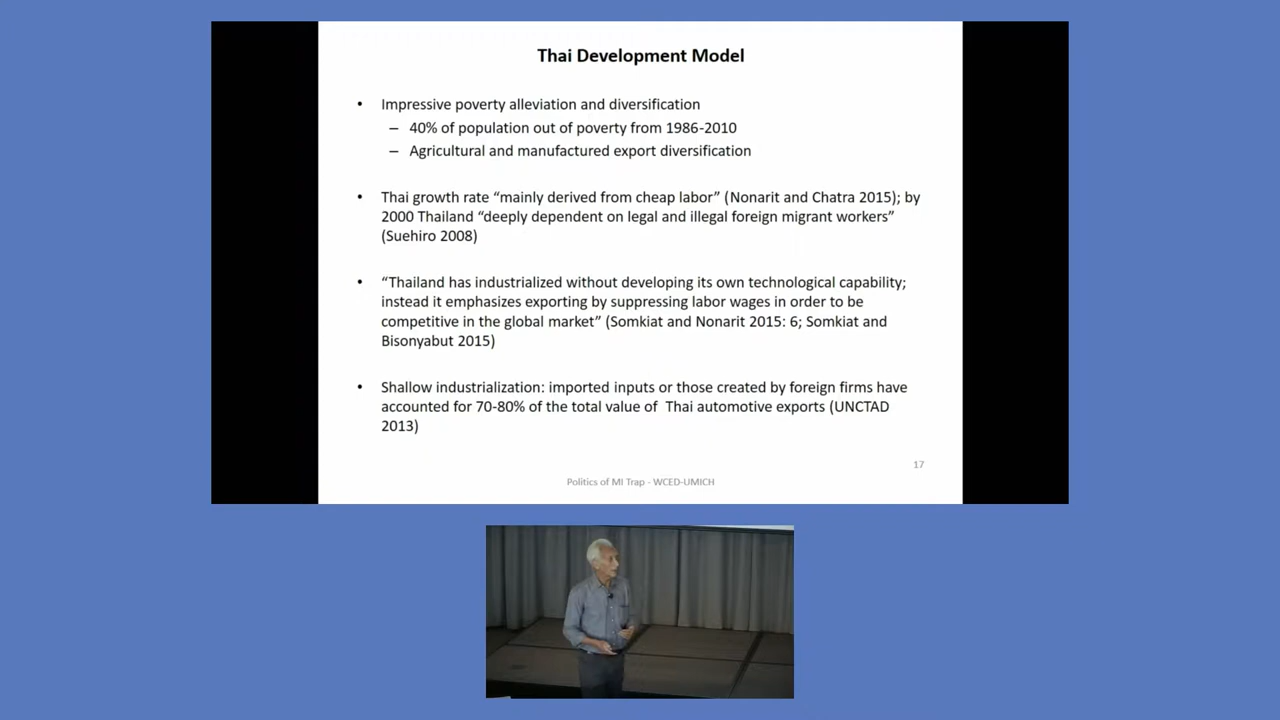 Thai Development Model
• Impressive poverty alleviation and diversification
– 40% of population out of poverty from 1986-2010
– Agricultural and manufactured export diversification
• Thai growth rate “mainly derived from cheap labor” (Nonarit and Chatra 2015); by
2000 Thailand “deeply dependent on legal and illegal foreign migrant workers”
(Suehiro 2008)
• “Thailand has industrialized without developing its own technological capability;
instead it emphasizes exporting by suppressing labor wages in order to be
competitive in the global market” (Somkiat and Nonarit 2015: 6; Somkiat and
Bisonyabut 2015)
• Shallow industrialization: imported inputs or those created by foreign firms have
accounted for 70-80% of the total value of  Thai automotive exports (UNCTAD
2013)
17
Politics of MI Trap - WCED-UMICH